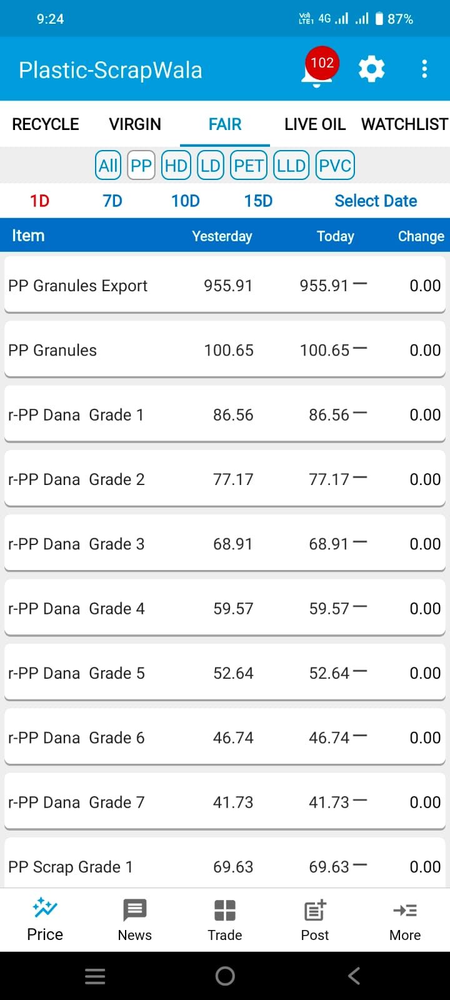 9:24 VoD LTE1 4G 87%
Plastic-ScrapWala 102
RECYCLE VIRGIN FAIR LIVE OIL WATCHLIST
All PP HD LD PET LLD PVC
1D 7D 10D 15D Select Date
Item Yesterday Today Change
PP Granules Export 955.91 955.91 — 0.00
PP Granules 100.65 100.65 — 0.00
r-PP Dana  Grade 1 86.56 86.56 — 0.00
r-PP Dana  Grade 2 77.17 77.17 — 0.00
r-PP Dana  Grade 3 68.91 68.91 — 0.00
r-PP Dana  Grade 4 59.57 59.57 — 0.00
r-PP Dana  Grade 5 52.64 52.64 — 0.00
r-PP Dana  Grade 6 46.74 46.74 — 0.00
r-PP Dana  Grade 7 41.73 41.73 — 0.00
PP Scrap Grade 1 69.63 69.63 — 0.00
Price News Trade Post More